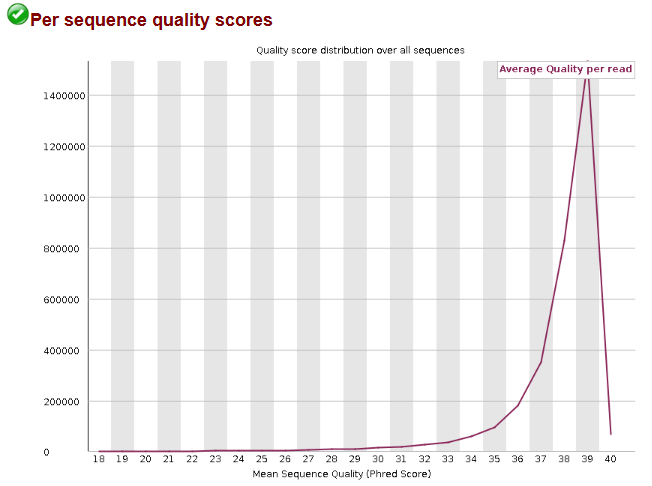 Per sequence quality scores
Quality score distribution over all sequences
Average Quality per read
1400000
1200000
1000000
800000
600000
400000
200000
0
18 19 20 21 22 23 24 25 26 27 28 29 30 31 32 33 34 35 36 37 38 39 40
Mean Sequence Quality (Phred Score)